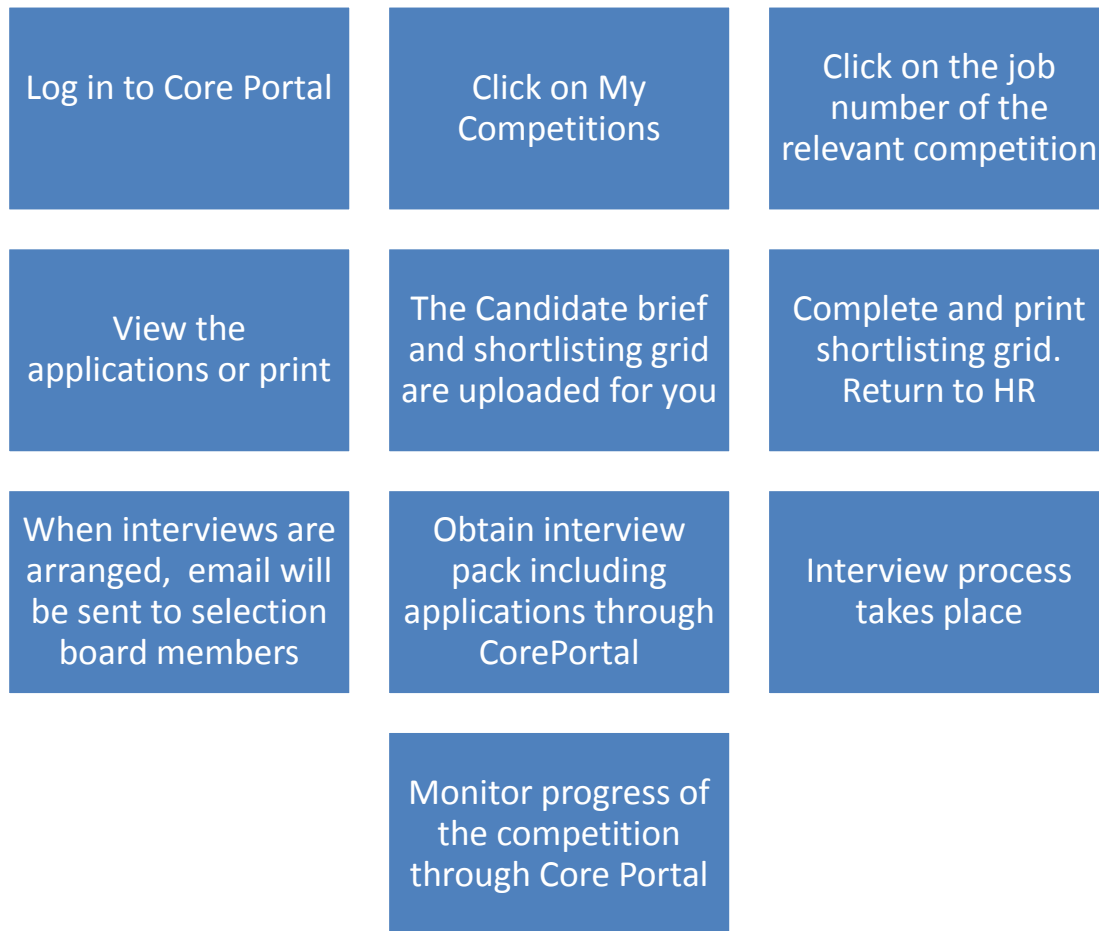 Log in to Core Portal
Click on My
Competitions
Click on the job
number of the
relevant competition
View the
applications or print
The Candidate brief
and shortlisting grid
are uploaded for you
Complete and print
shortlisting grid.
Return to HR
When interviews are
arranged,  email will
be sent to selection
board members
Obtain interview
pack including
applications through
CorePortal
Interview process
takes place
Monitor progress of
the competition
through Core Portal